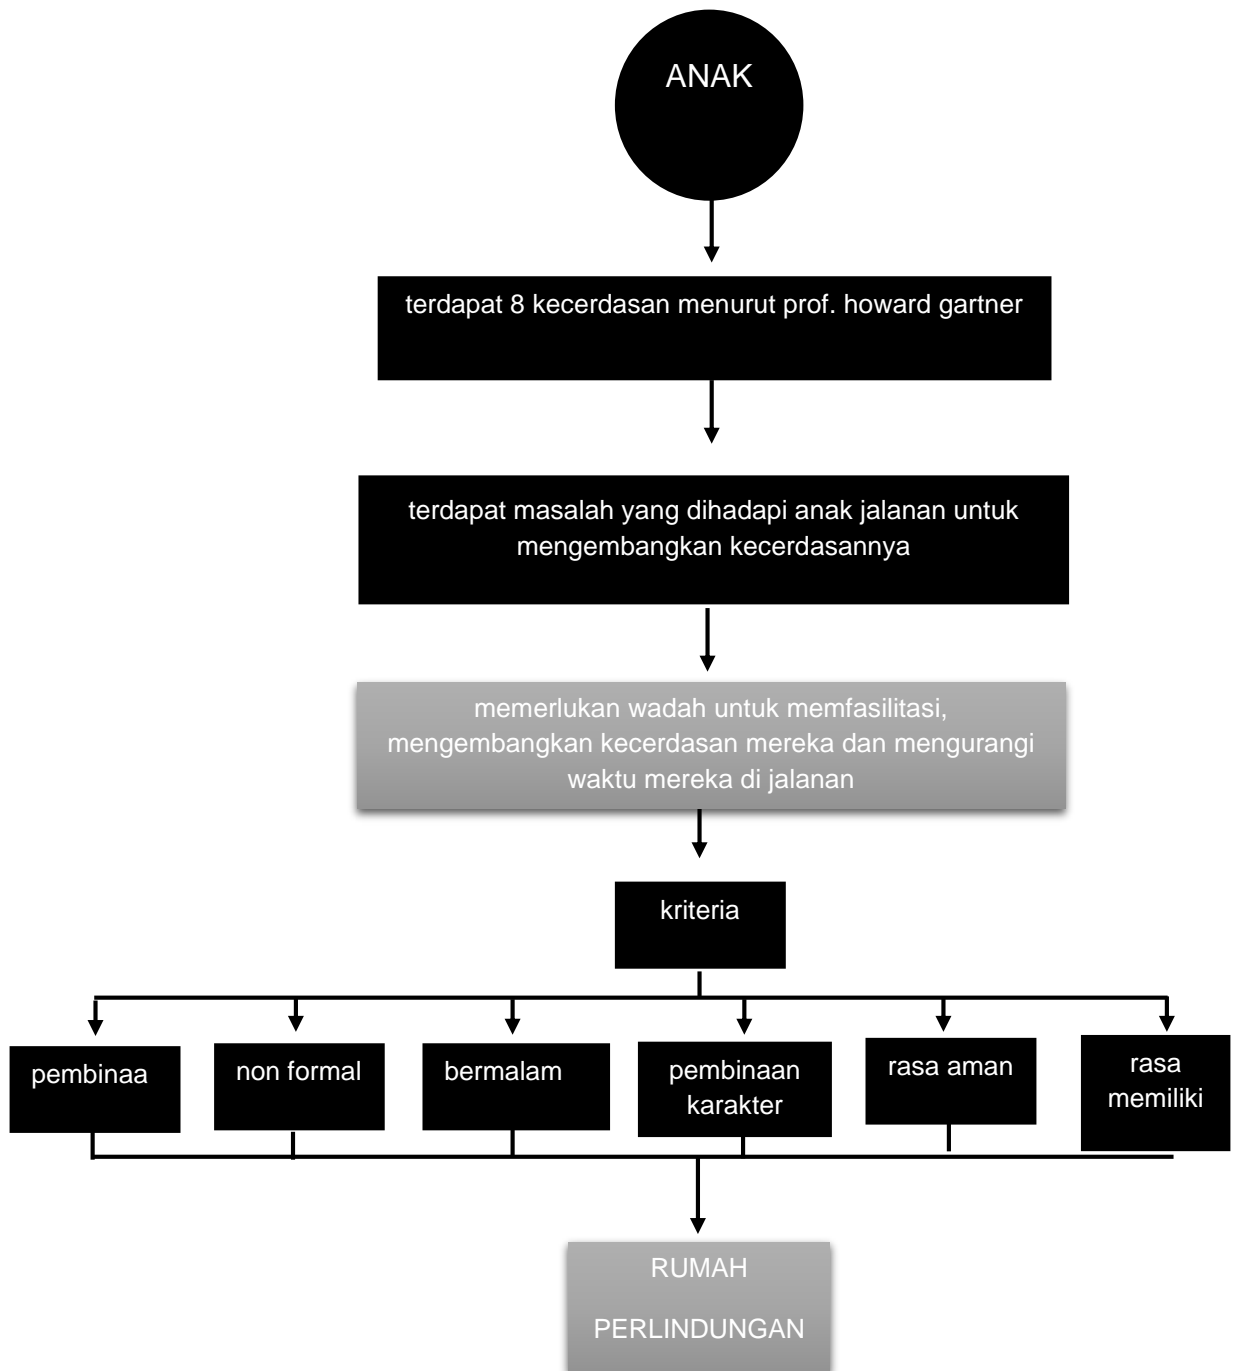 ANAK
terdapat 8 kecerdasan menurut prof. howard gartner
terdapat masalah yang dihadapi anak jalanan untuk
mengembangkan kecerdasannya
memerlukan wadah untuk memfasilitasi,
mengembangkan kecerdasan mereka dan mengurangi
waktu mereka di jalanan
kriteria
pembinaa
non formal
bermalam
pembinaan
karakter
rasa aman
rasa
memiliki
RUMAH
PERLINDUNGAN